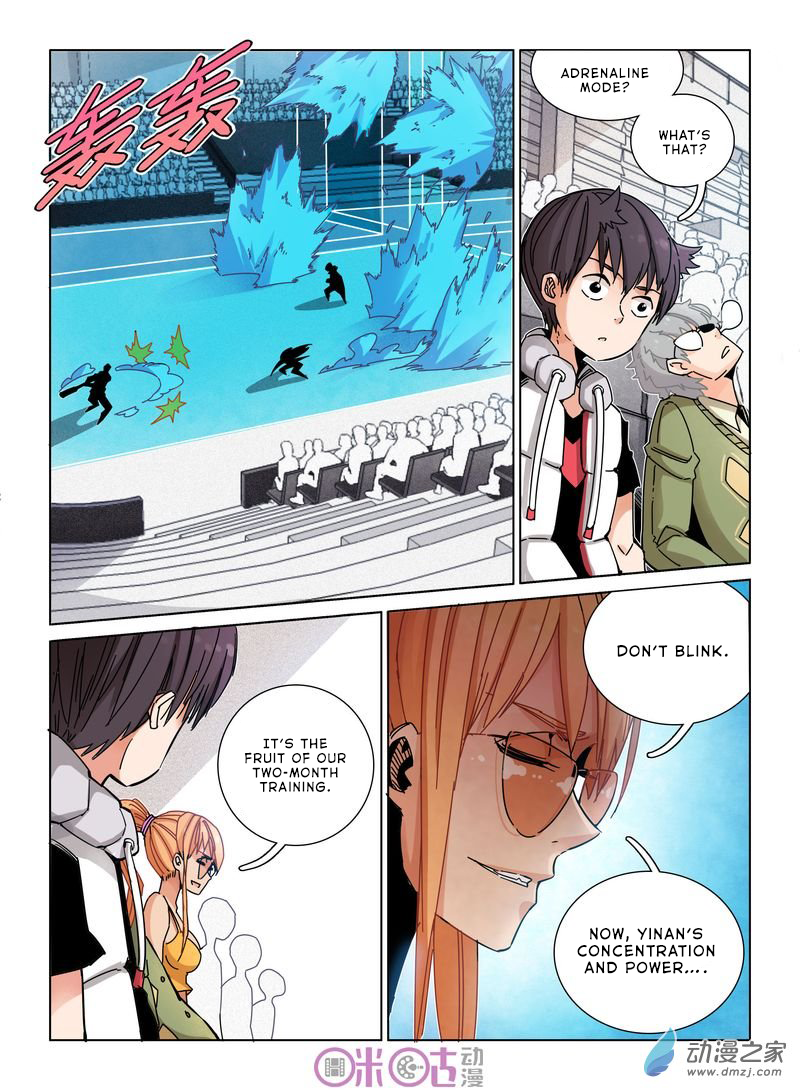 轰轰
ADRENALINE
MODE?
WHAT'S
THAT?
IT'S THE
FRUIT OF OUR
TWO-MONTH
TRAINING.
DON'T BLINK.
NOW, YINAN'S
CONCENTRATION
AND POWER....
咪咕动漫
动漫之家
www.dmzj.com